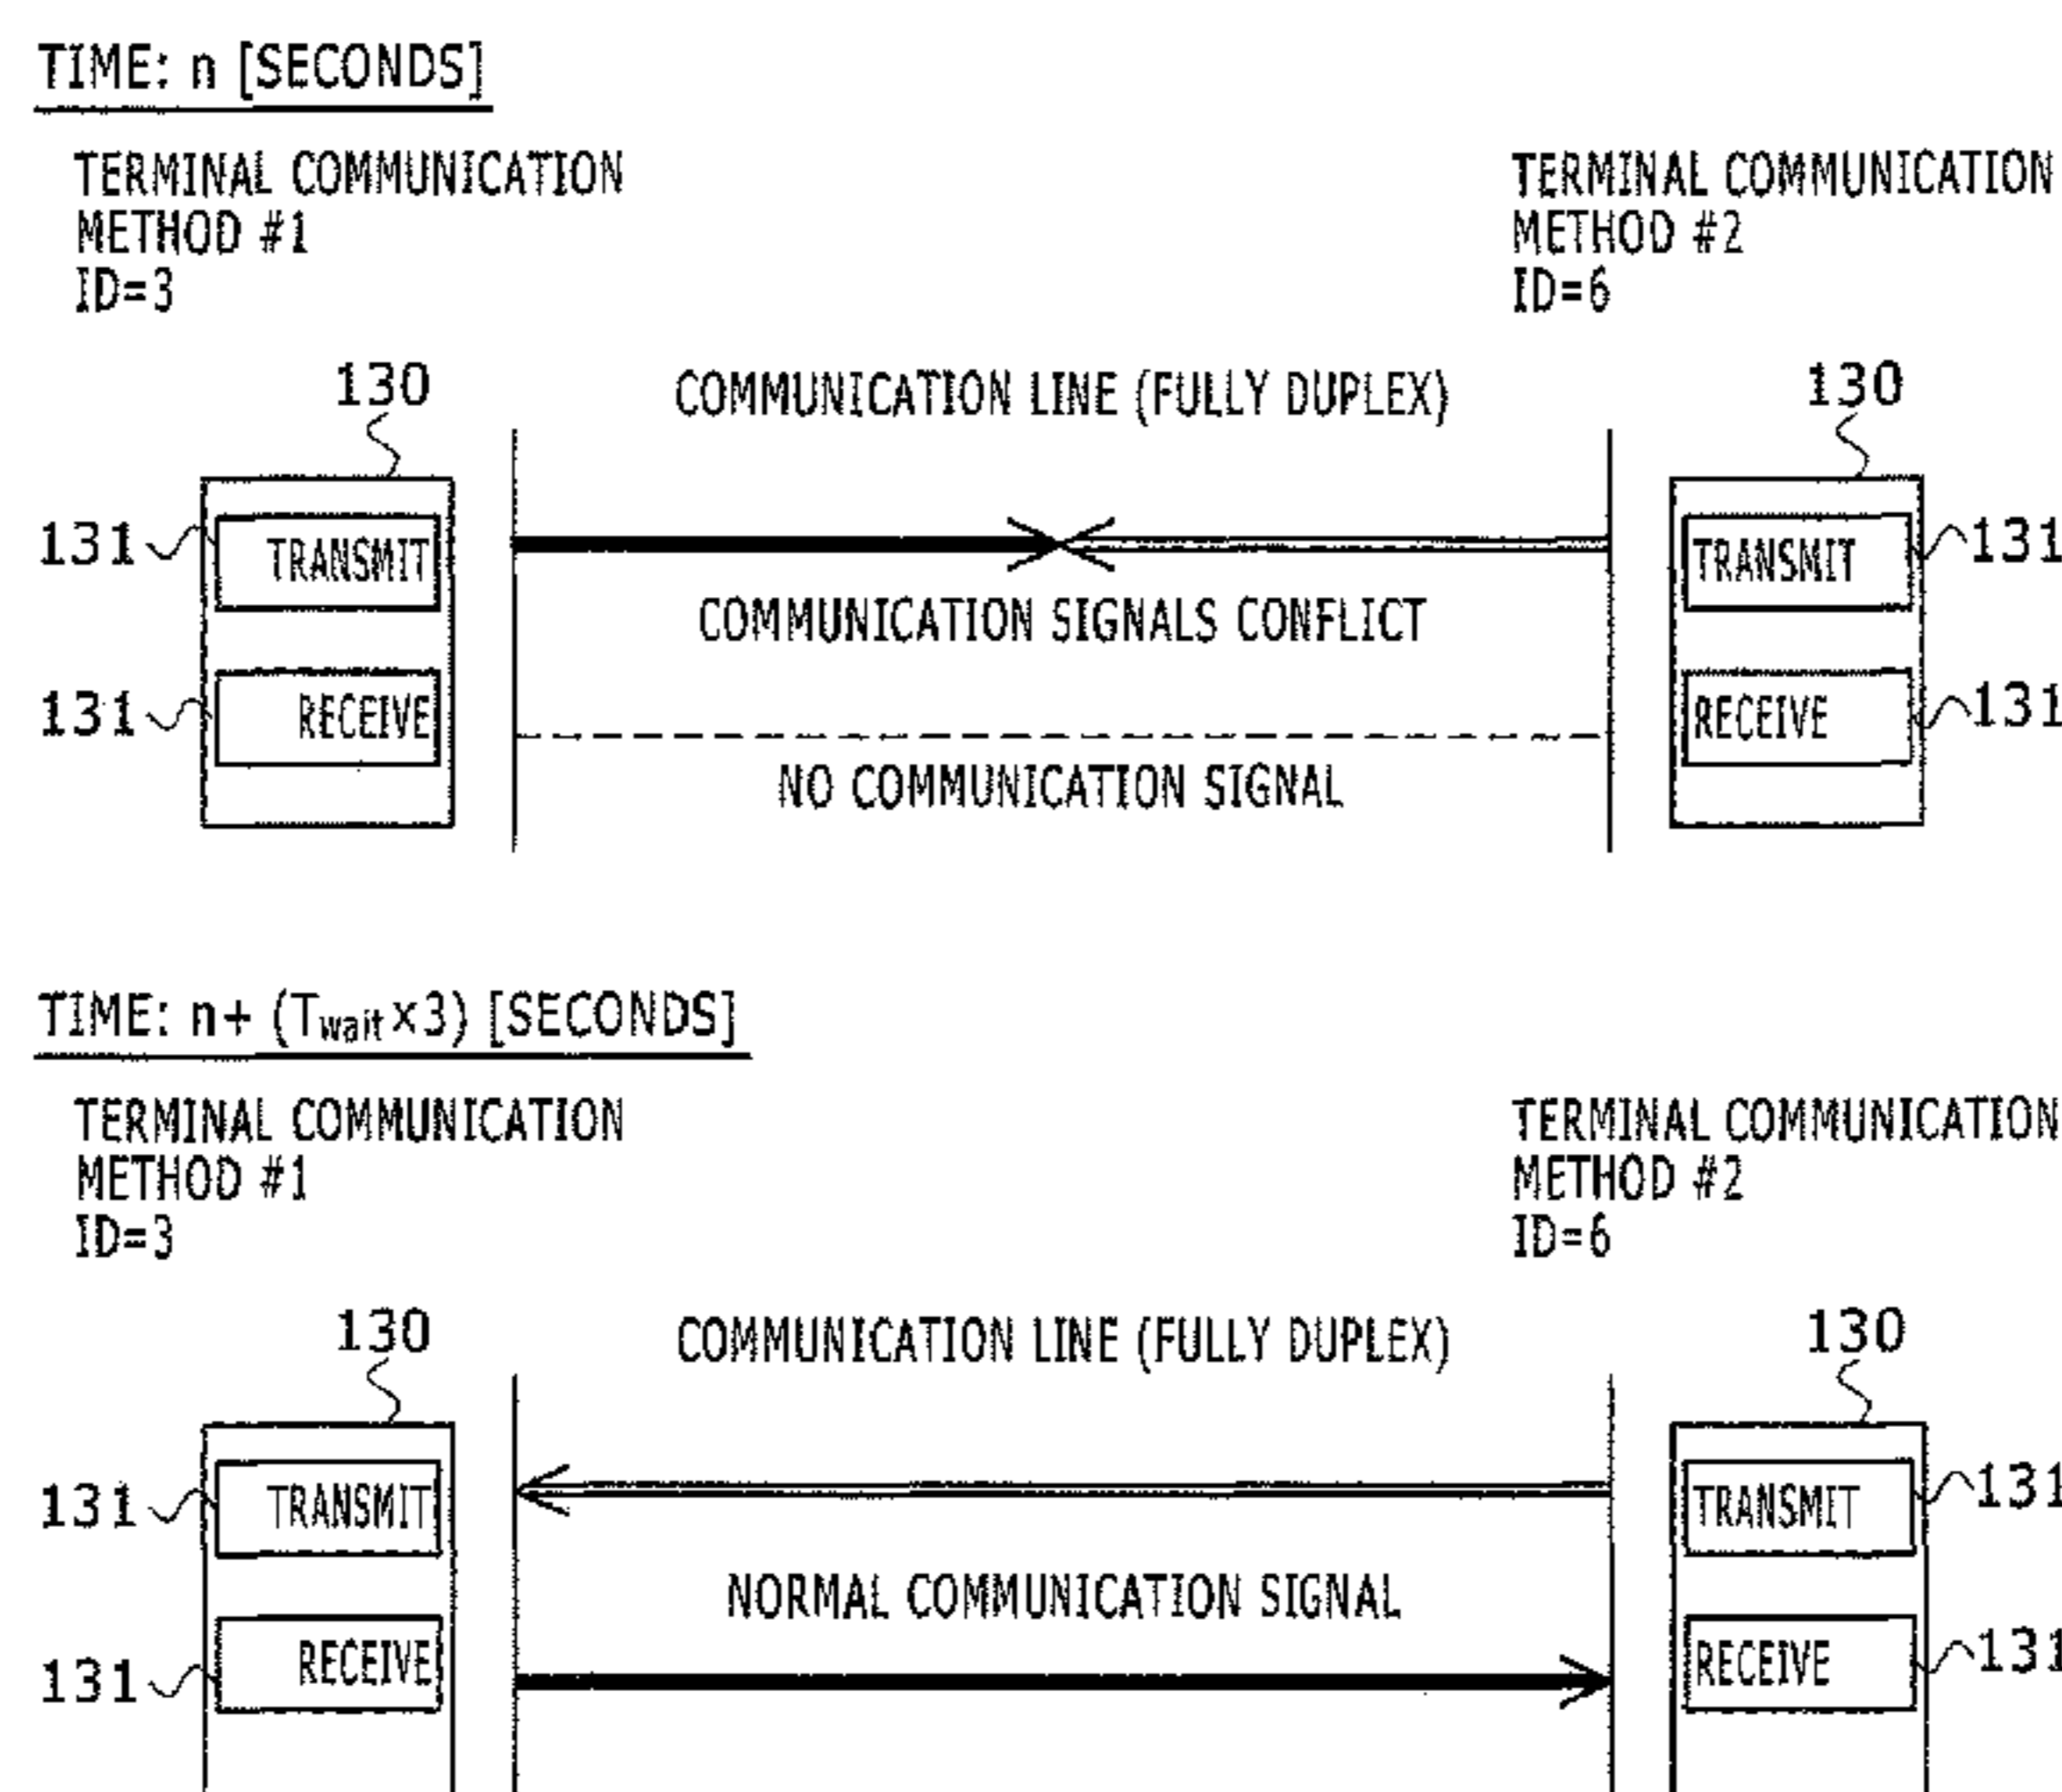 TIME: n [SECONDS]
TERMINAL COMMUNICATION
METHOD #1
ID=3
TERMINAL COMMUNICATION
METHOD #2
ID=6
130
COMMUNICATION LINE (FULLY DUPLEX)
130
131
TRANSMIT
TRANSMIT
131
COMMUNICATION SIGNALS CONFLICT
131
RECEIVE
RECEIVE
131
NO COMMUNICATION SIGNAL
TIME: n+ (Twait×3) [SECONDS]
TERMINAL COMMUNICATION
METHOD #1
ID=3
TERMINAL COMMUNICATION
METHOD #2
ID=6
130
COMMUNICATION LINE (FULLY DUPLEX)
130
131
TRANSMIT
TRANSMIT
131
NORMAL COMMUNICATION SIGNAL
131
RECEIVE
RECEIVE
131